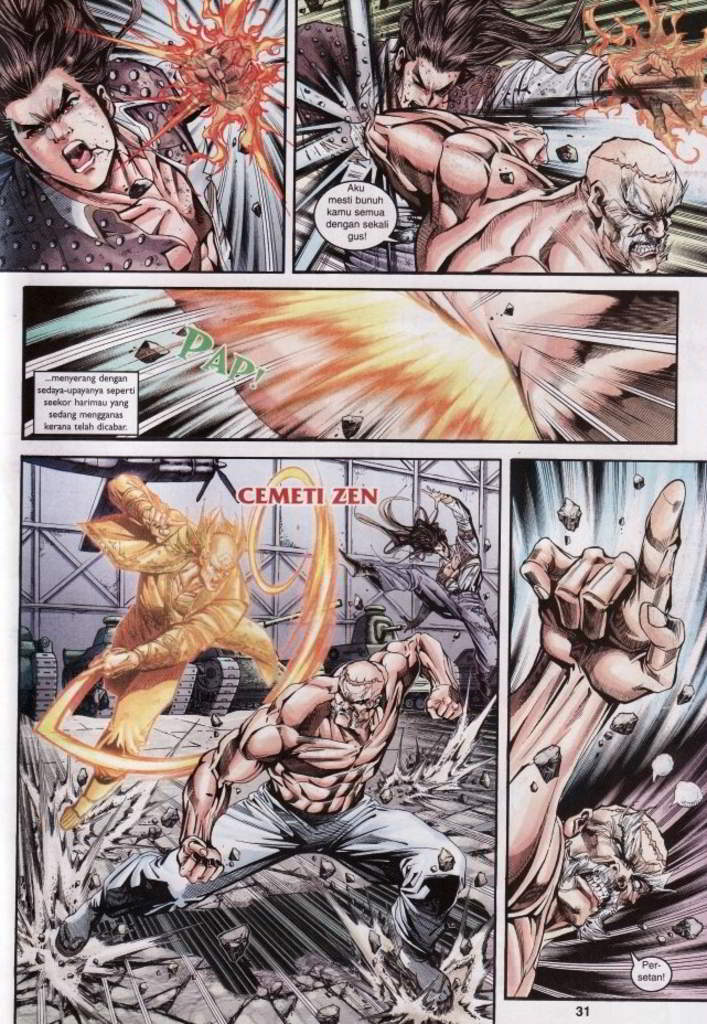 Aku
mesti bunuh
kamu semua
dengan sekali
gus!
PAP!
...menyerang dengan
sedaya-upayanya seperti
seekor harimau yang
sedang mengganas
kerana telah dicabar.
CEMETI ZEN
Per-
setan!
31